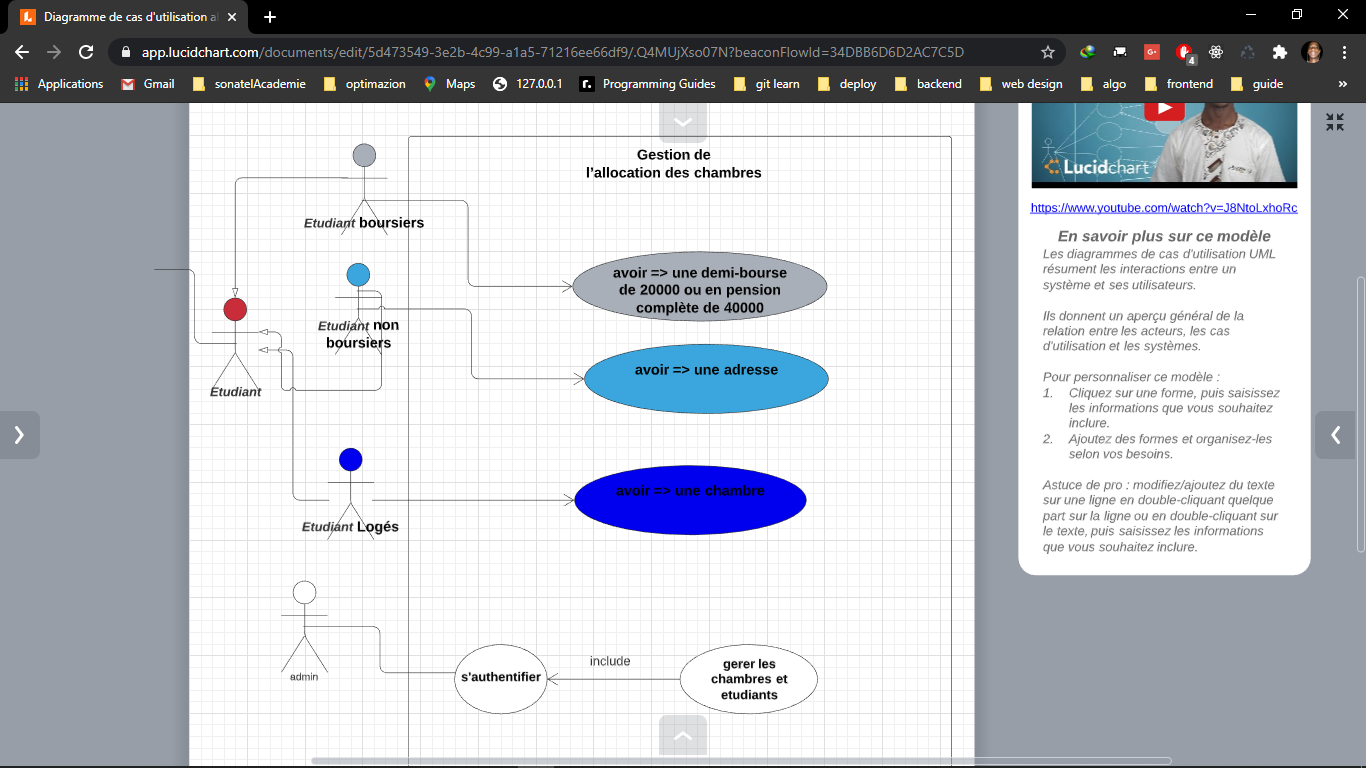 Diagramme de cas d'utilisation al
app.lucidchart.com/documents/edit/5d473549-3e2b-4c99-a1a5-71216ee66df9/.Q4MUjXso07N?beaconFlowId=34DBB6D6D2AC7C5D
4
Applications
Gmail
sonatelAcademie
optimazion
Maps
127.0.0.1
Programming Guides
git learn
deploy
backend
web design
algo
frontend
guide
»
Gestion de
l'allocation des chambres
Etudiant boursiers
avoir => une demi-bourse
de 20000 ou en pension
complète de 40000
Etudiant non
boursiers
avoir => une adresse
Etudiant
avoir => une chambre
Etudiant Logés
admin
s'authentifier
include
gerer les
chambres et
etudiants
Lucidchart
https://www.youtube.com/watch?v=J8NtoLxhoRc
En savoir plus sur ce modèle
Les diagrammes de cas d'utilisation UML
résument les interactions entre un
système et ses utilisateurs.
Ils donnent un aperçu général de la
relation entre les acteurs, les cas
d'utilisation et les systèmes.
Pour personnaliser ce modèle :
1. Cliquez sur une forme, puis saisissez
les informations que vous souhaitez
inclure.
2. Ajoutez des formes et organisez-les
selon vos besoins.
Astuce de pro : modifiez/ajoutez du texte
sur une ligne en double-cliquant quelque
part sur la ligne ou en double-cliquant sur
le texte, puis saisissez les informations
que vous souhaitez inclure.